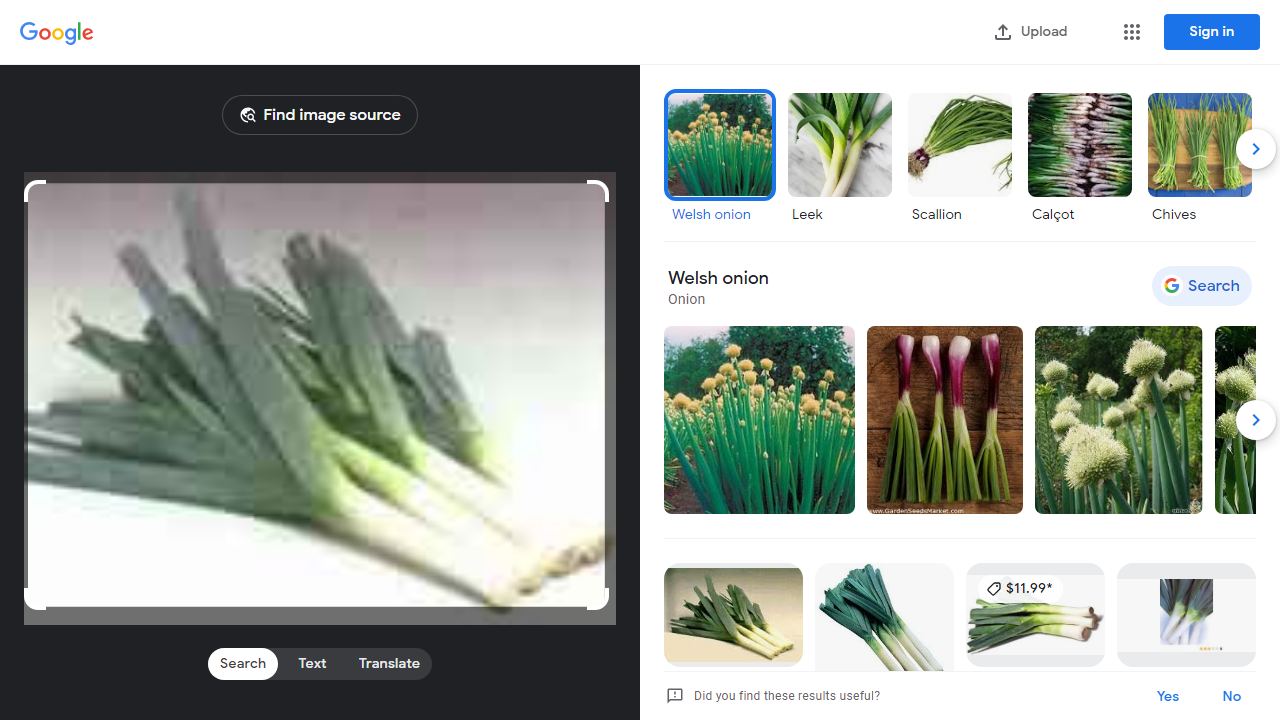 Google
Upload
Sign in
Find image source
Search Text Translate
Welsh onion Leek Scallion Calçot Chives
Welsh onion
Onion
Search
www.GardenSeedsMarket.com
$11.99*
Did you find these results useful?
Yes No